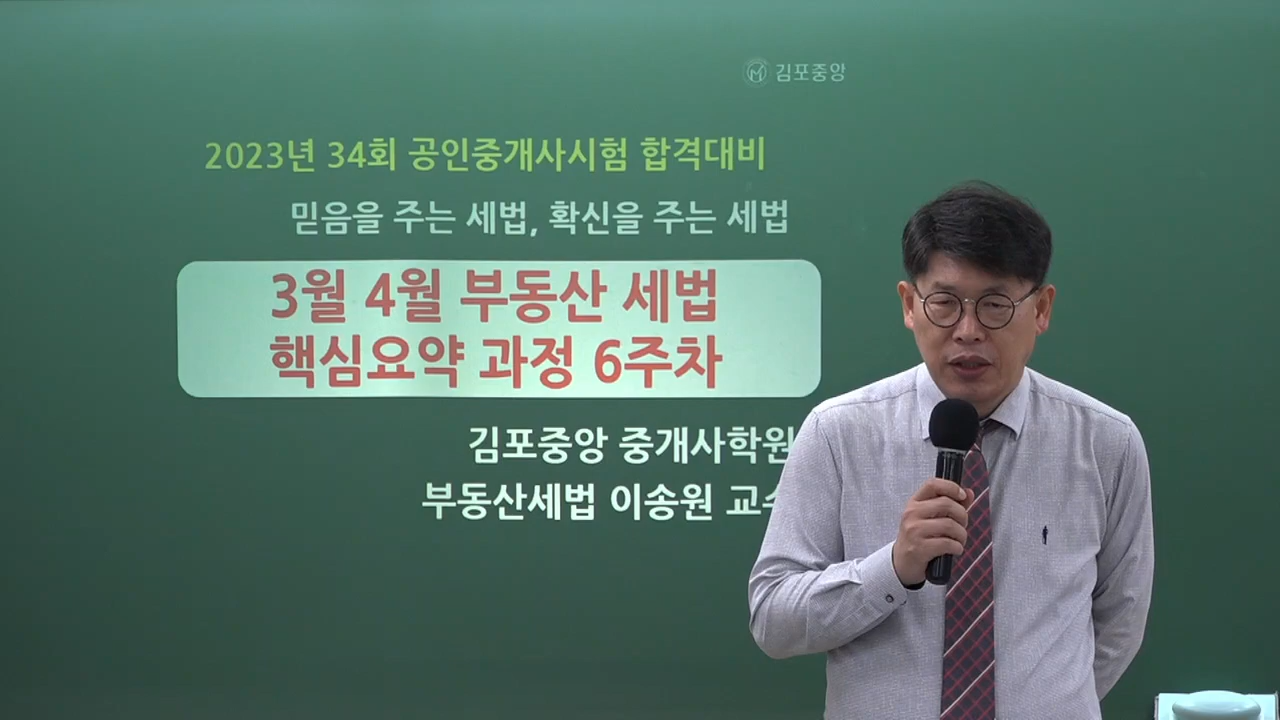 김포중앙
2023년 34회 공인중개사시험 합격대비
믿음을 주는 세법, 확신을 주는 세법
3월 4월 부동산 세법
핵심요약 과정 6주차
김포중앙 중개사학원
부동산세법 이송원 교수